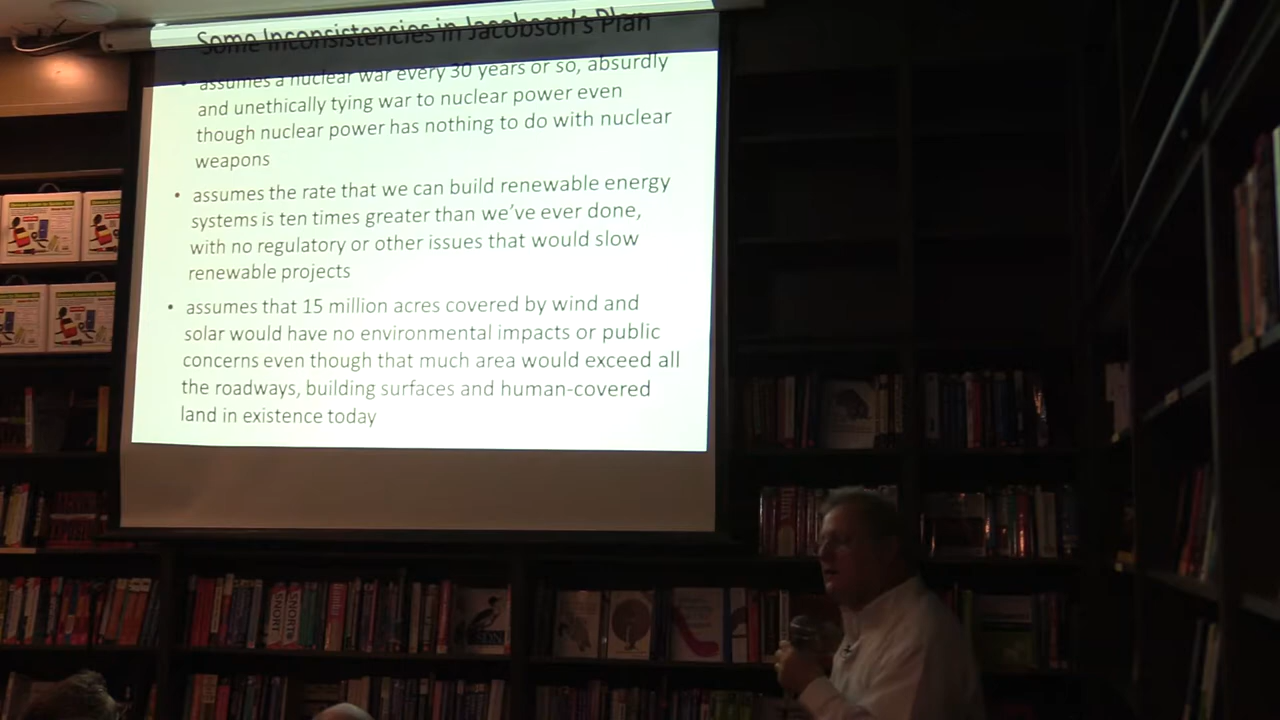 Some Inconsistencies in Jacobson's Plan
• assumes a nuclear war every 30 years or so, absurdly
and unethically tying war to nuclear power even
though nuclear power has nothing to do with nuclear
weapons
• assumes the rate that we can build renewable energy
systems is ten times greater than we've ever done,
with no regulatory or other issues that would slow
renewable projects
• assumes that 15 million acres covered by wind and
solar would have no environmental impacts or public
concerns even though that much area would exceed all
the roadways, building surfaces and human-covered
land in existence today
SNORT
SNORT